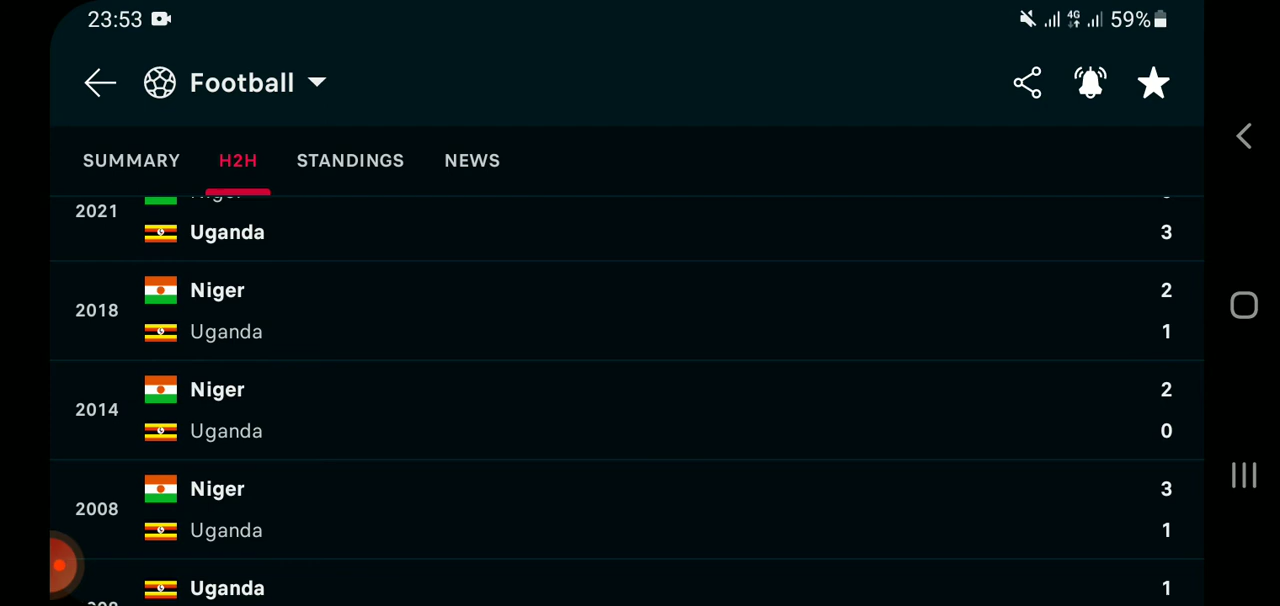 23:53 4G 59%
Football
SUMMARY H2H STANDINGS NEWS
2021
Uganda 3
2018 Niger 2
Uganda 1
2014 Niger 2
Uganda 0
2008 Niger 3
Uganda 1
Uganda 1